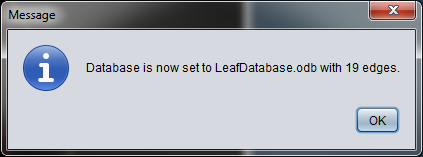 Message
Database is now set to LeafDatabase.odb with 19 edges.
OK